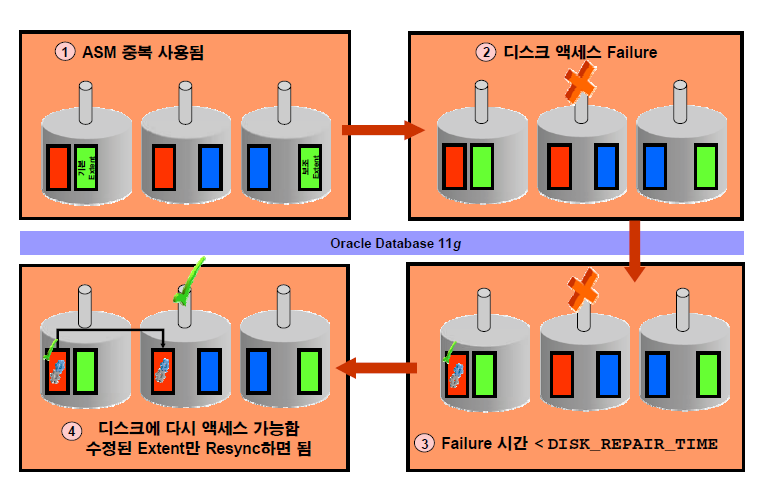 1 ASM 중복 사용됨
2 디스크 액세스 Failure
기본
Extent
보조
Extent
Oracle Database 11g
4 디스크에 다시 액세스 가능함
수정된 Extent만 Resync하면 됨
3 Failure 시간 < DISK_REPAIR_TIME